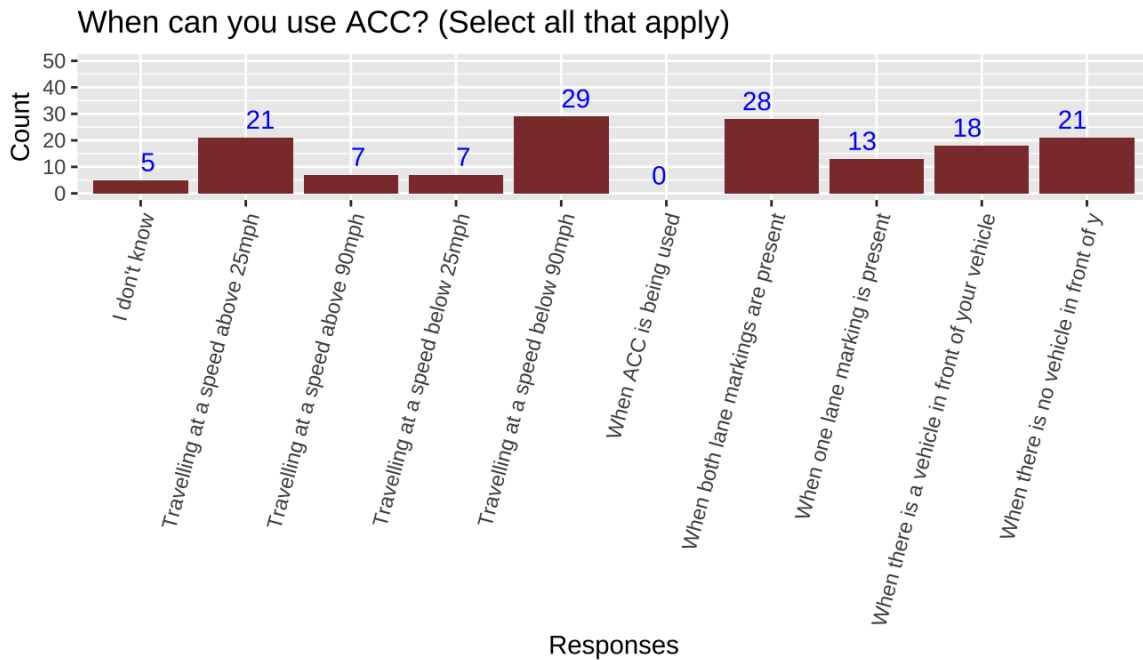 When can you use ACC? (Select all that apply)
Count
50
40
30
20
10
0
5
21
7
7
29
0
28
13
18
21
I don't know
Travelling at a speed above 25mph
Travelling at a speed above 90mph
Travelling at a speed below 25mph
Travelling at a speed below 90mph
When ACC is being used
When both lane markings are present
When one lane marking is present
When there is a vehicle in front of your vehicle
When there is no vehicle in front of y
Responses